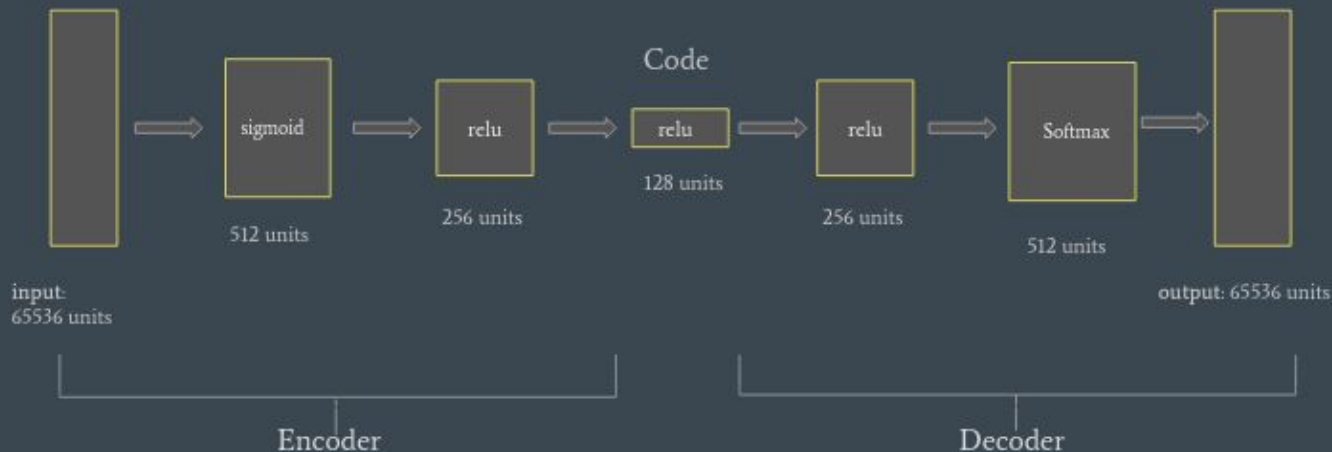 Code
sigmoid
relu
relu
relu
Softmax
128 units
256 units
256 units
512 units
512 units
input:
65536 units
output: 65536 units
Encoder
Decoder